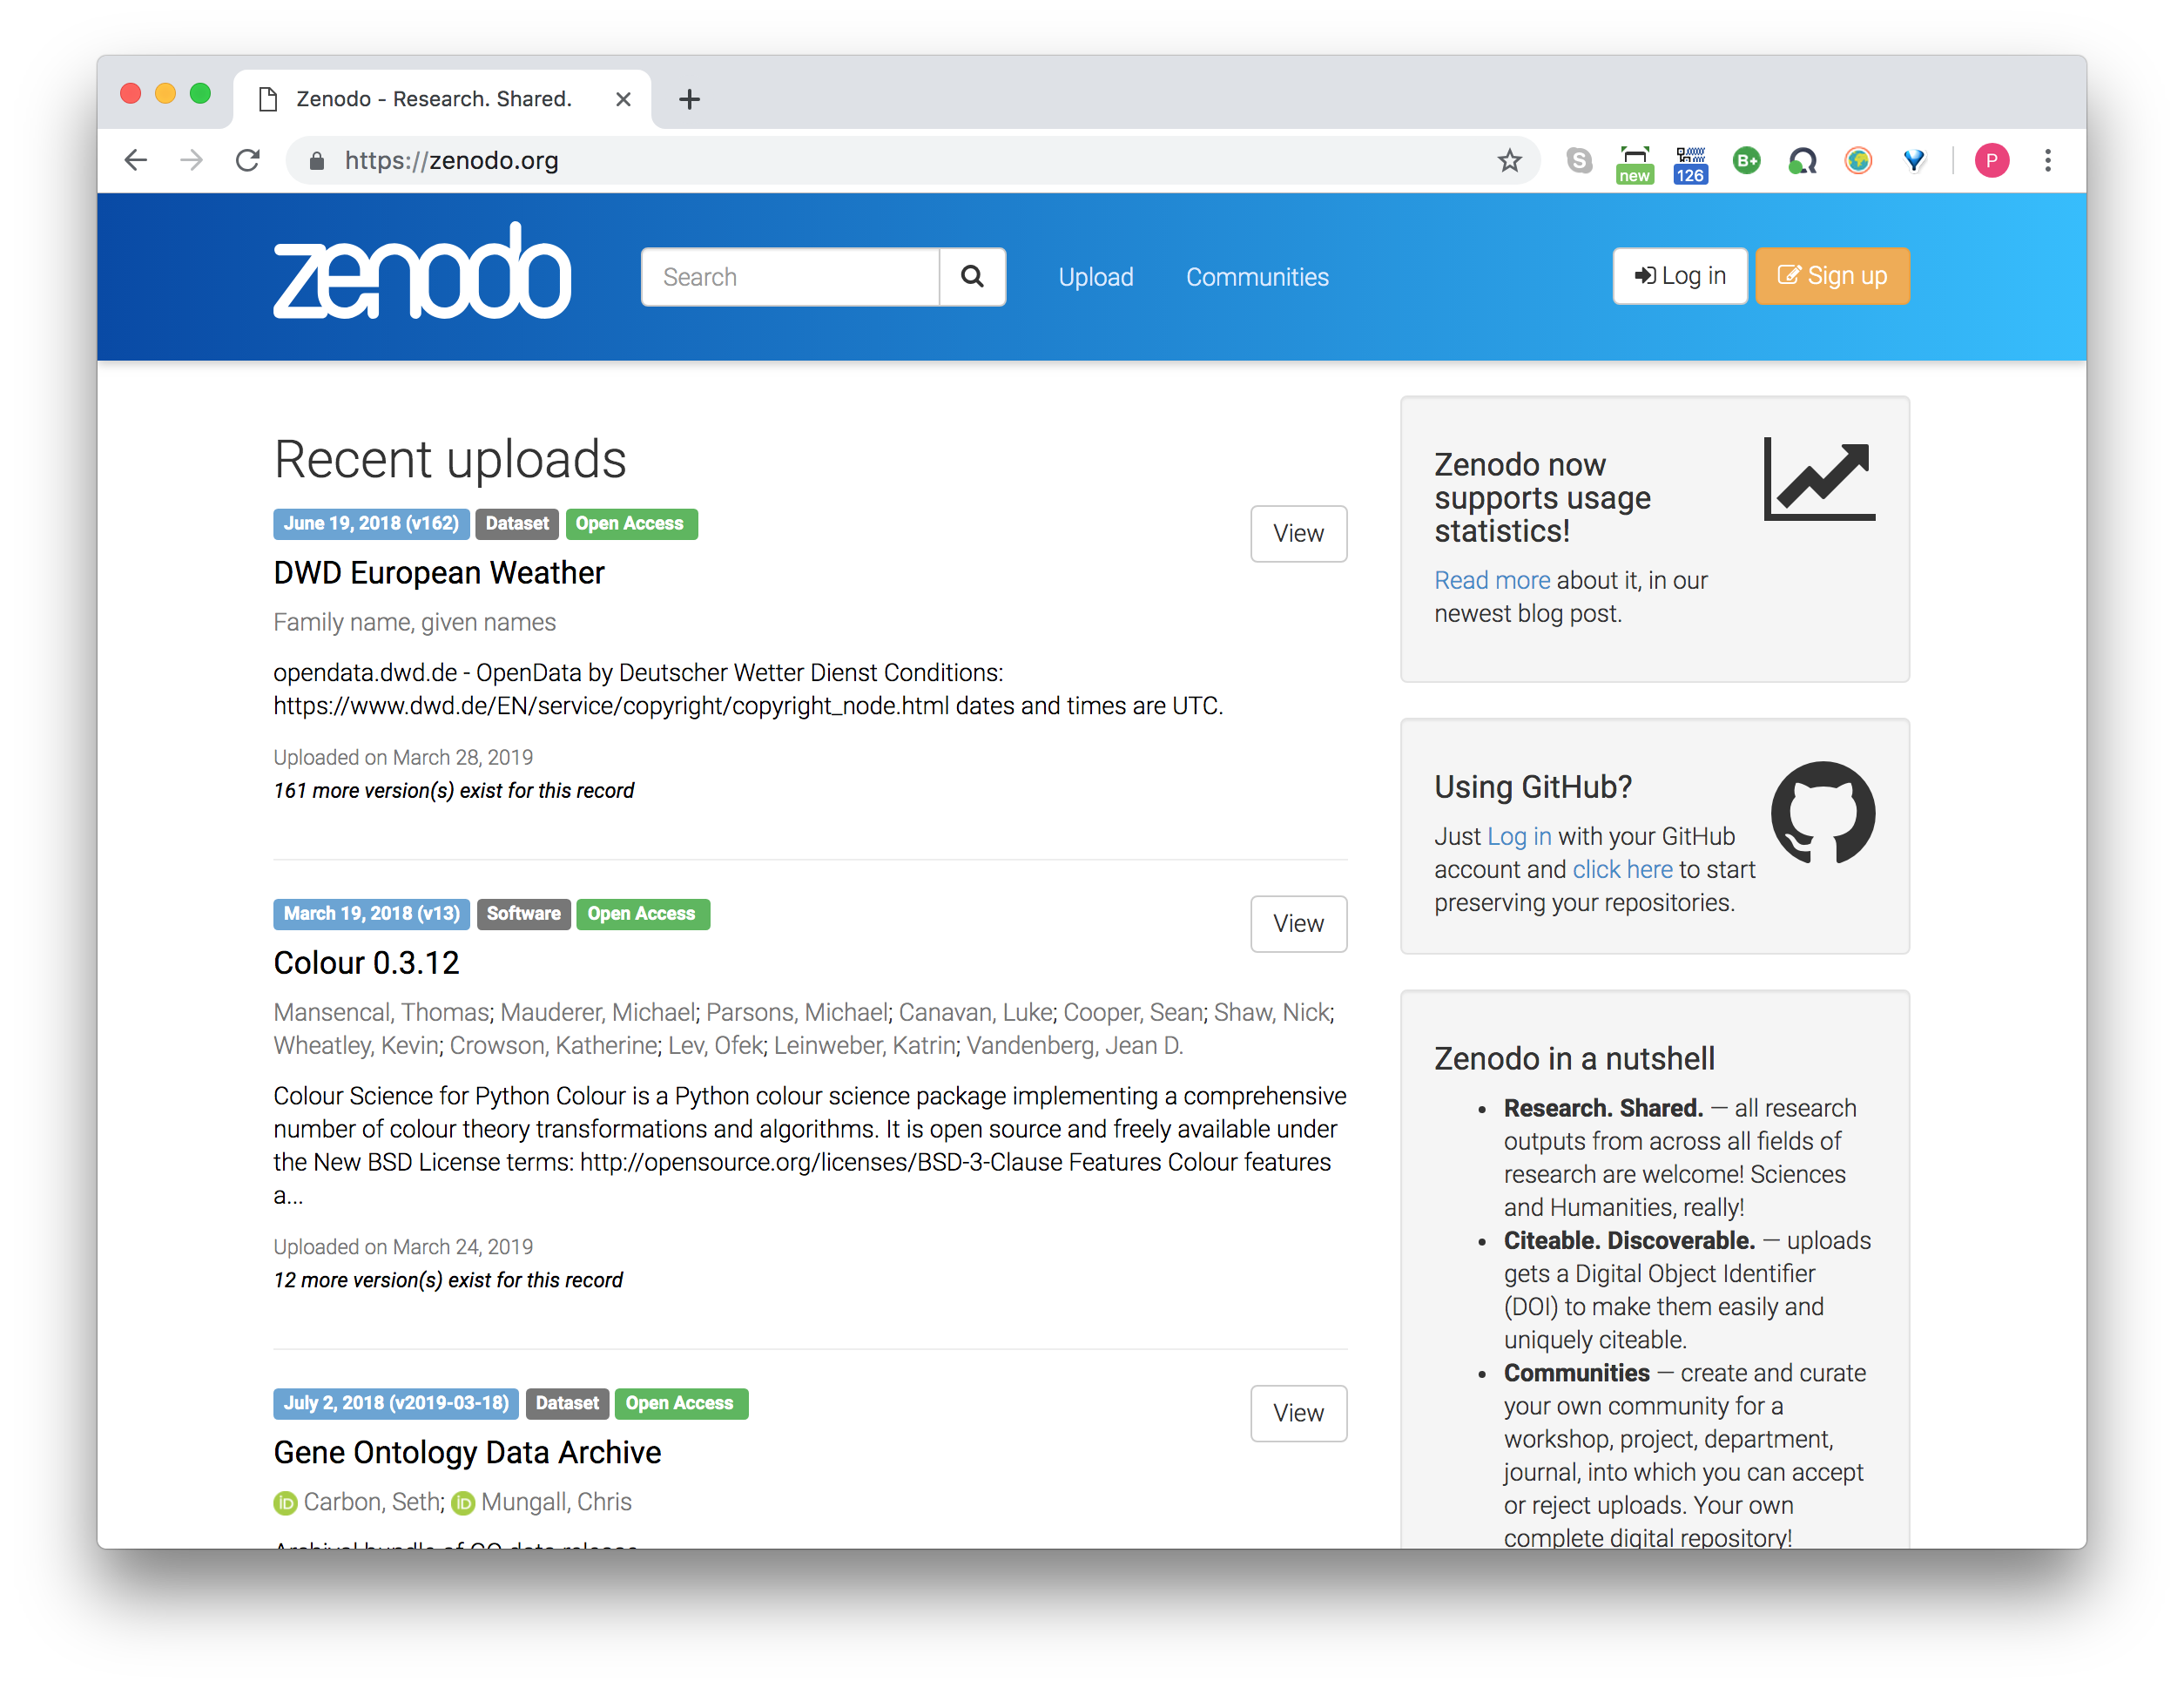 Zenodo - Research. Shared.
https://zenodo.org
S
new
126
B+
P
zenodo
Search
Upload
Communities
Log in
Sign up
Recent uploads
June 19, 2018 (v162) Dataset Open Access
View
DWD European Weather
Family name, given names
opendata.dwd.de - OpenData by Deutscher Wetter Dienst Conditions:
https://www.dwd.de/EN/service/copyright/copyright_node.html dates and times are UTC.
Uploaded on March 28, 2019
161 more version(s) exist for this record
March 19, 2018 (v13) Software Open Access
View
Colour 0.3.12
Mansencal, Thomas; Mauderer, Michael; Parsons, Michael; Canavan, Luke; Cooper, Sean; Shaw, Nick;
Wheatley, Kevin; Crowson, Katherine; Lev, Ofek; Leinweber, Katrin; Vandenberg, Jean D.
Colour Science for Python Colour is a Python colour science package implementing a comprehensive
number of colour theory transformations and algorithms. It is open source and freely available under
the New BSD License terms: http://opensource.org/licenses/BSD-3-Clause Features Colour features
a...
Uploaded on March 24, 2019
12 more version(s) exist for this record
July 2, 2018 (v2019-03-18) Dataset Open Access
View
Gene Ontology Data Archive
iD Carbon, Seth; iD Mungall, Chris
Archival bundle of GO data release
Zenodo now
supports usage
statistics!
Read more about it, in our
newest blog post.
Using GitHub?
Just Log in with your GitHub
account and click here to start
preserving your repositories.
Zenodo in a nutshell
• Research. Shared. — all research
outputs from across all fields of
research are welcome! Sciences
and Humanities, really!
• Citeable. Discoverable. — uploads
gets a Digital Object Identifier
(DOI) to make them easily and
uniquely citeable.
• Communities — create and curate
your own community for a
workshop, project, department,
journal, into which you can accept
or reject uploads. Your own
complete digital repository!